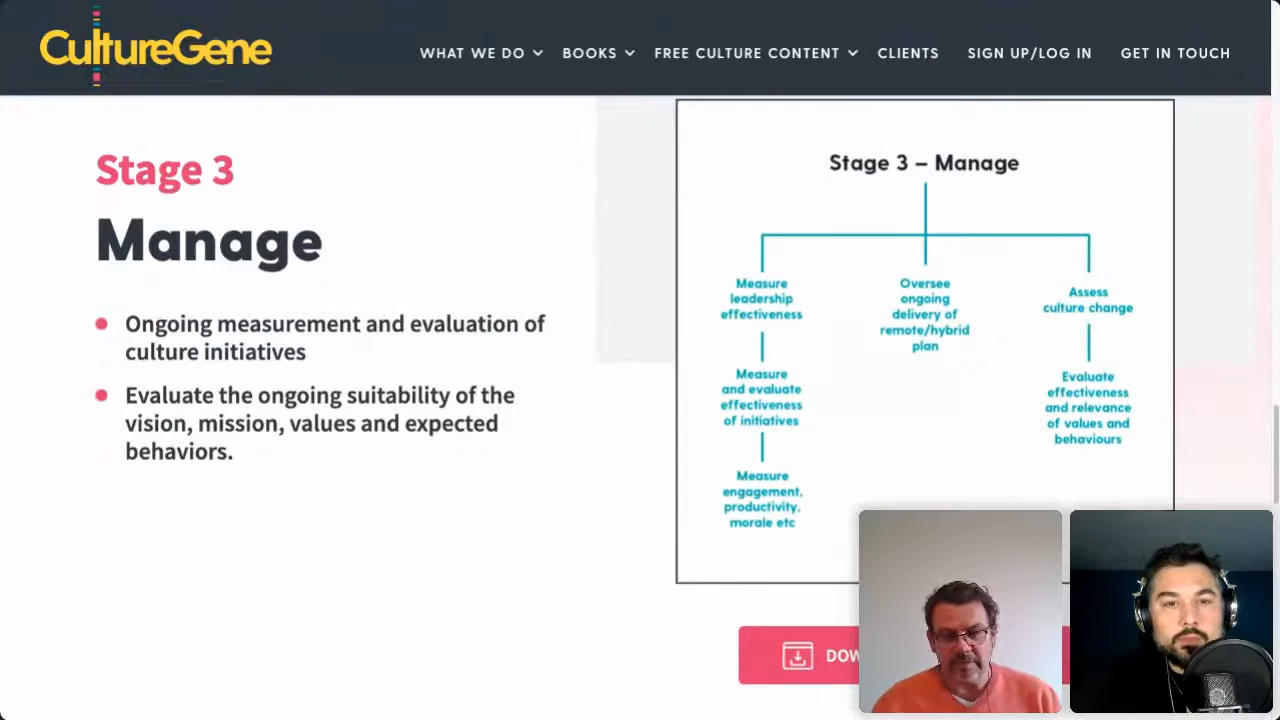 CultureGene
WHAT WE DO
BOOKS
FREE CULTURE CONTENT
CLIENTS
SIGN UP/LOG IN
GET IN TOUCH
Stage 3
Manage
Ongoing measurement and evaluation of
culture initiatives
Evaluate the ongoing suitability of the
vision, mission, values and expected
behaviors.
Stage 3 – Manage
Measure
leadership
effectiveness
Measure
and evaluate
effectiveness
of initiatives
Measure
engagement,
productivity,
morale etc
Oversee
ongoing
delivery of
remote/hybrid
plan
Assess
culture change
Evaluate
effectiveness
and relevance
of values and
behaviours